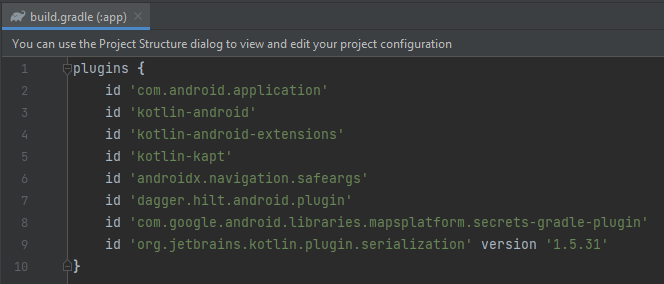 build.gradle (:app)
You can use the Project Structure dialog to view and edit your project configuration
1 plugins {
2 id 'com.android.application'
3 id 'kotlin-android'
4 id 'kotlin-android-extensions'
5 id 'kotlin-kapt'
6 id 'androidx.navigation.safeargs'
7 id 'dagger.hilt.android.plugin'
8 id 'com.google.android.libraries.mapsplatform.secrets-gradle-plugin'
9 id 'org.jetbrains.kotlin.plugin.serialization' version '1.5.31'
10 }